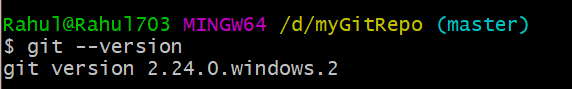 Rahul@Rahul703 MINGW64 /d/myGitRepo (master)
$ git --version
git version 2.24.0.windows.2